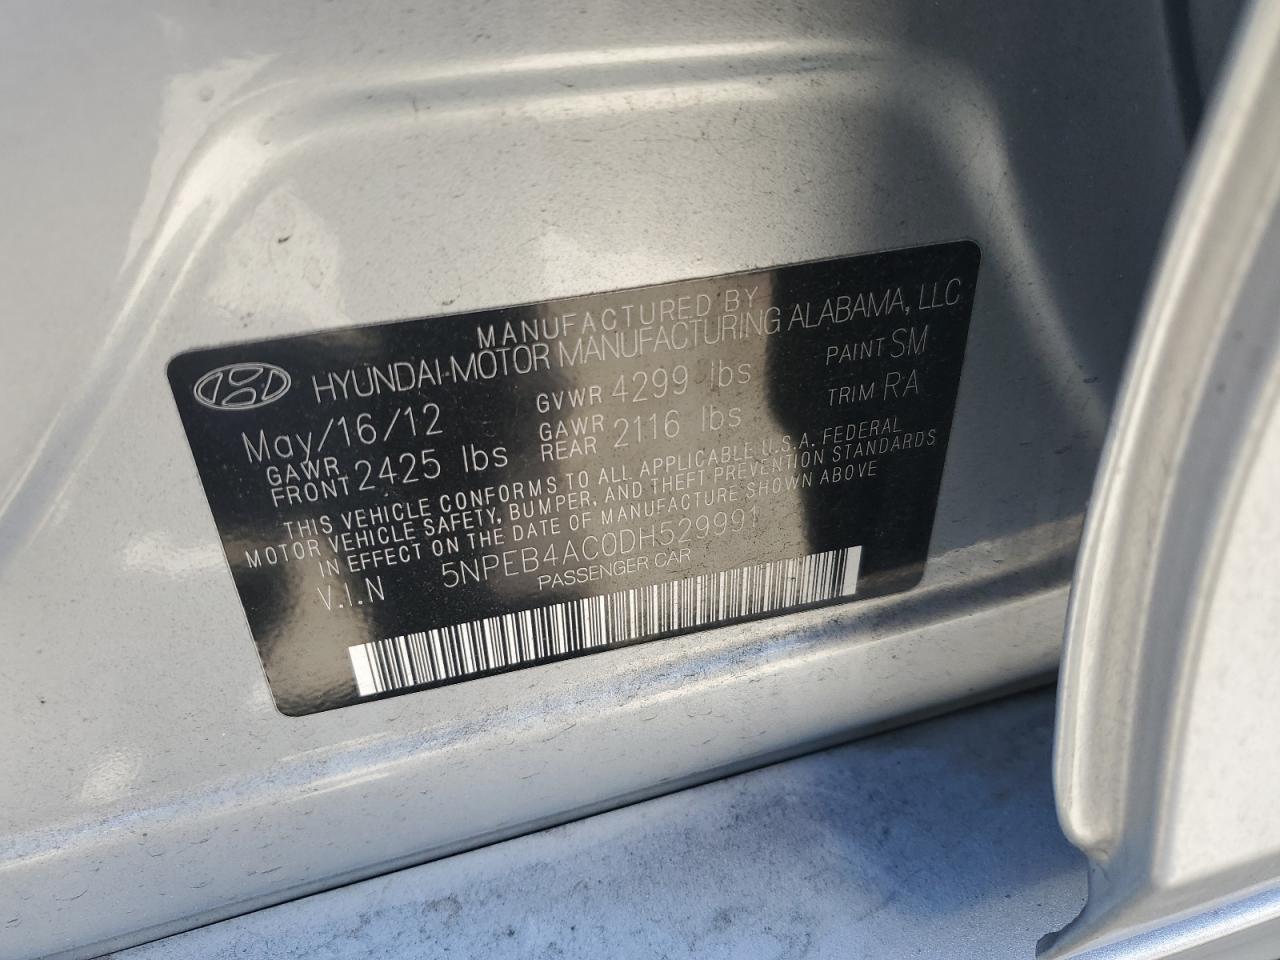 MANUFACTURED BY
HYUNDAI MOTOR MANUFACTURING ALABAMA, LLC
May/16/12 GVWR 4299 lbs PAINT SM
GAWR FRONT 2425 lbs GAWR REAR 2116 lbs TRIM RA
THIS VEHICLE CONFORMS TO ALL APPLICABLE U.S.A. FEDERAL
MOTOR VEHICLE SAFETY, BUMPER, AND THEFT PREVENTION STANDARDS
IN EFFECT ON THE DATE OF MANUFACTURE SHOWN ABOVE
V.I.N 5NPEB4AC0DH529991
PASSENGER CAR